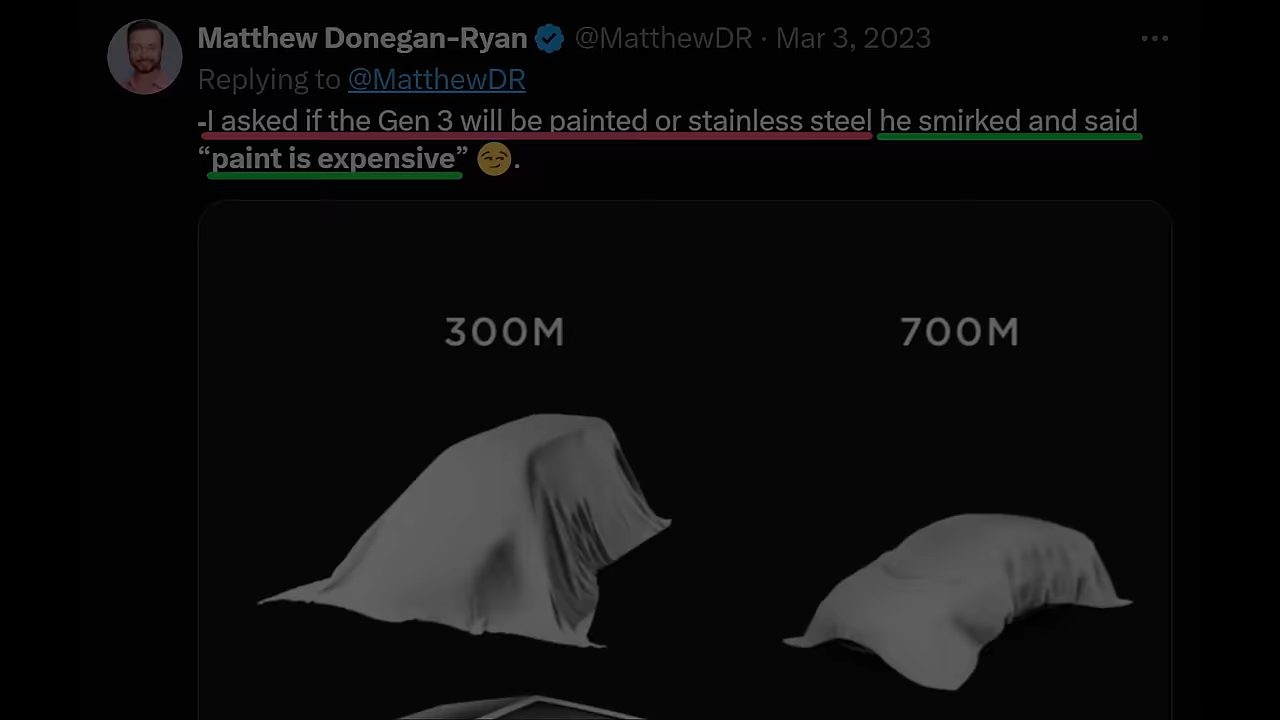 Matthew Donegan-Ryan @MatthewDR · Mar 3, 2023
Replying to @MatthewDR
-I asked if the Gen 3 will be painted or stainless steel he smirked and said
“paint is expensive” 😏.
300M 700M